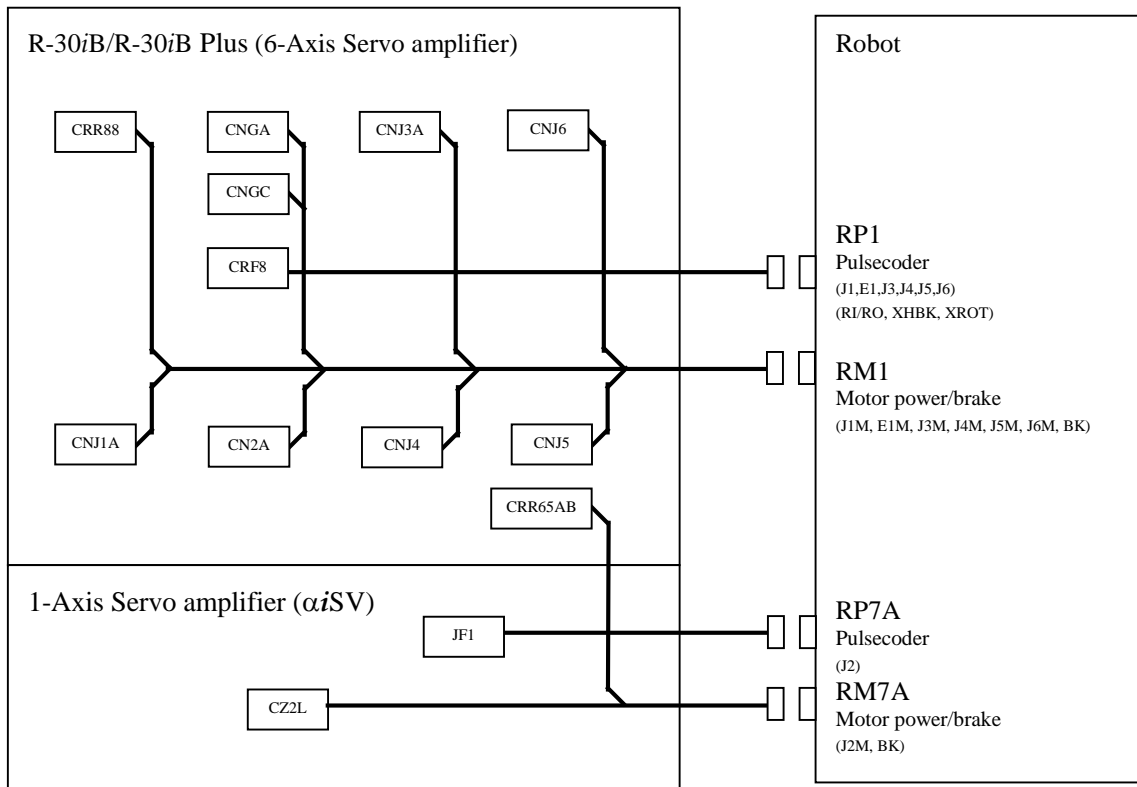 R-30iB/R-30iB Plus (6-Axis Servo amplifier)
CRR88
CNGA
CNJ3A
CNJ6
CNGC
CRF8
CNJ1A
CN2A
CNJ4
CNJ5
CRR65AB
1-Axis Servo amplifier (αiSV)
JF1
CZ2L
Robot
RP1
Pulsecoder
(J1,E1,J3,J4,J5,J6)
(RI/RO, XHBK, XROT)
RM1
Motor power/brake
(J1M, E1M, J3M, J4M, J5M, J6M, BK)
RP7A
Pulsecoder
(J2)
RM7A
Motor power/brake
(J2M, BK)